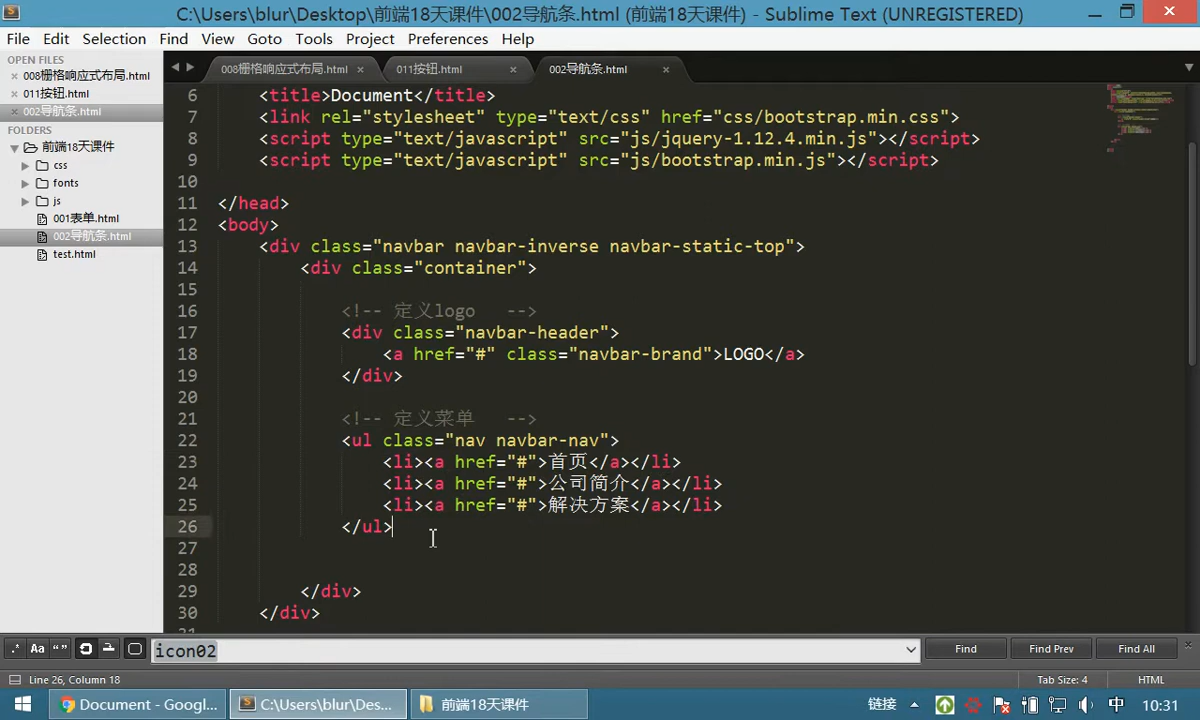 C:\Users\blur\Desktop\前端18天课件\002导航条.html (前端18天课件) - Sublime Text (UNREGISTERED)
File Edit Selection Find View Goto Tools Project Preferences Help
OPEN FILES
008栅格响应式布局.html
011按钮.html
002导航条.html
FOLDERS
前端18天课件
css
fonts
js
001表单.html
002导航条.html
test.html
008栅格响应式布局.html 011按钮.html 002导航条.html
6 <title>Document</title>
7 <link rel="stylesheet" type="text/css" href="css/bootstrap.min.css">
8 <script type="text/javascript" src="js/jquery-1.12.4.min.js"></script>
9 <script type="text/javascript" src="js/bootstrap.min.js"></script>
10
11 </head>
12 <body>
13 <div class="navbar navbar-inverse navbar-static-top">
14 <div class="container">
15
16 <!-- 定义logo -->
17 <div class="navbar-header">
18 <a href="#" class="navbar-brand">LOGO</a>
19 </div>
20
21 <!-- 定义菜单 -->
22 <ul class="nav navbar-nav">
23 <li><a href="#">首页</a></li>
24 <li><a href="#">公司简介</a></li>
25 <li><a href="#">解决方案</a></li>
26 </ul>
27
28
29 </div>
30 </div>
31
.* Aa “ ” icon02 Find Find Prev Find All
Line 26, Column 18 Tab Size: 4 HTML
Document - Googl... C:\Users\blur\Des... 前端18天课件 链接 中 10:31